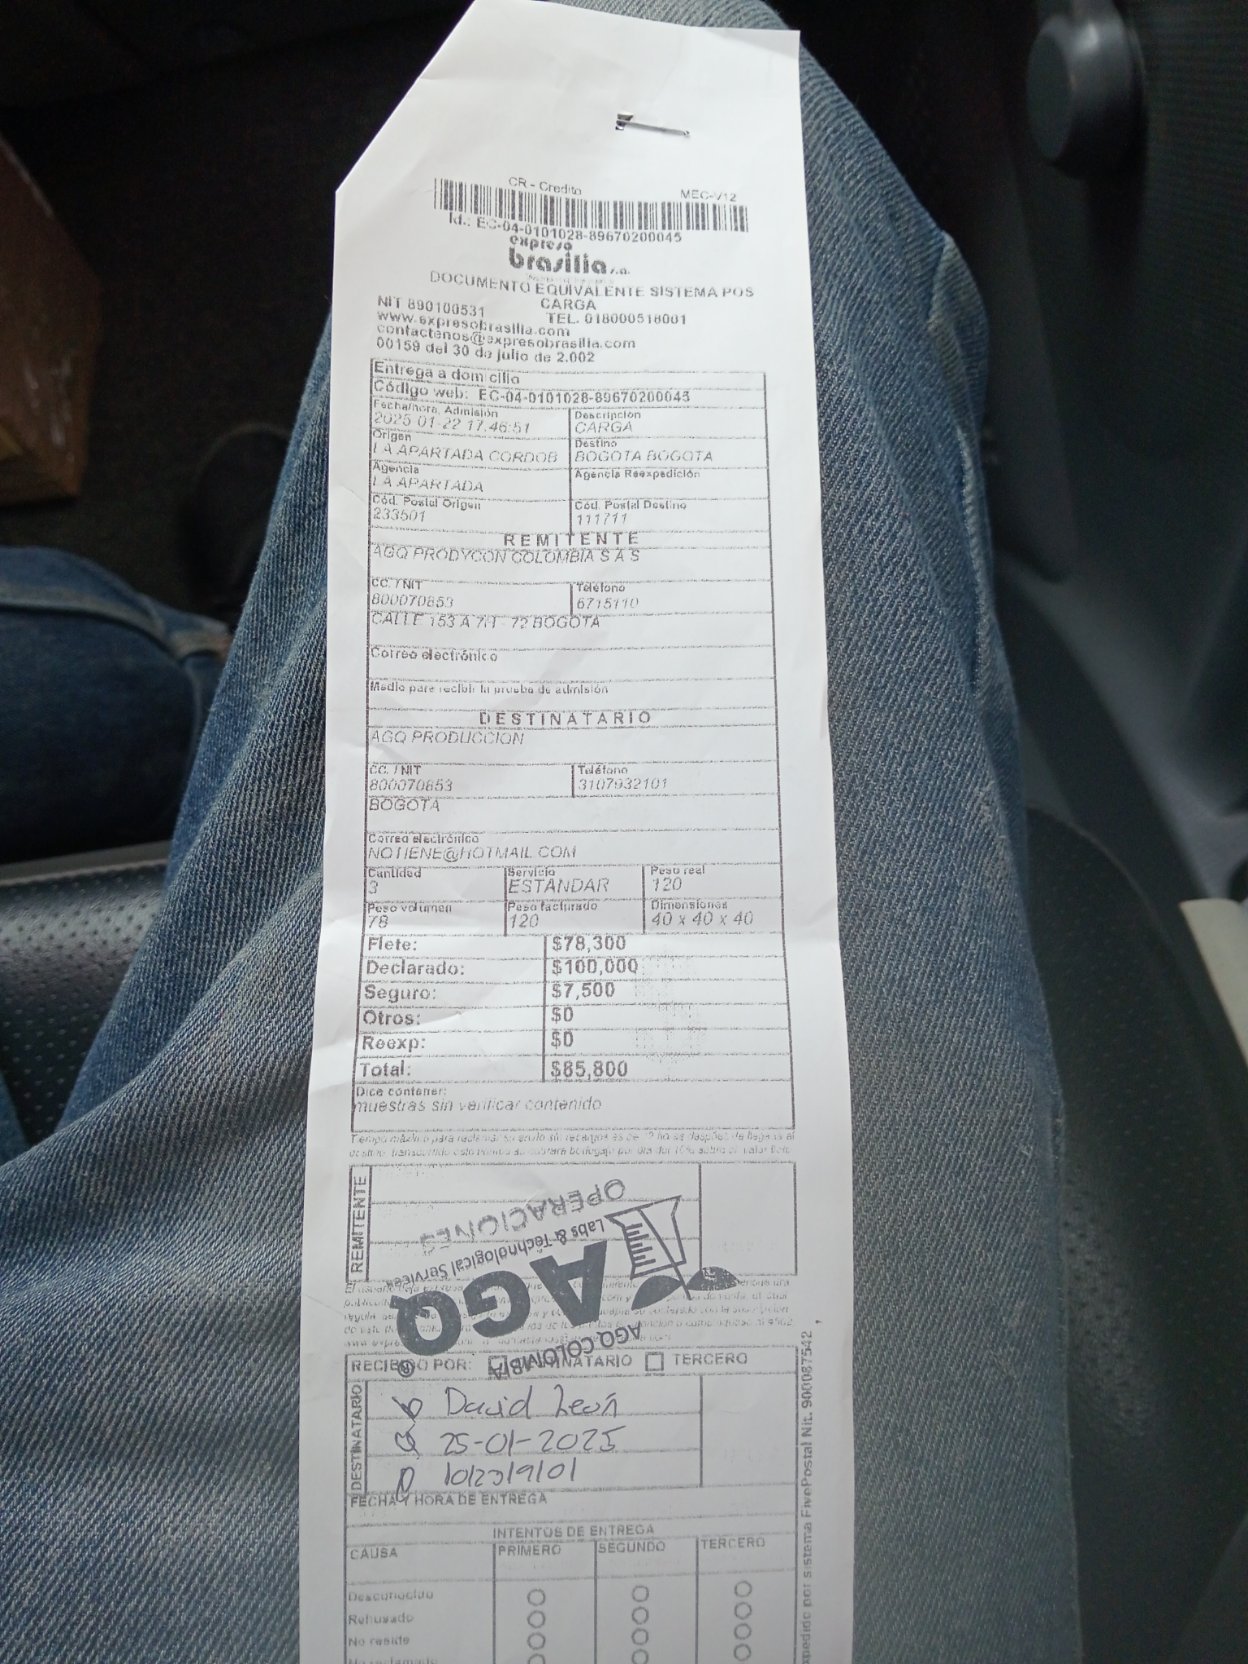 CR - Credito MEC-V12
Id.: EC-04-0101028-89670200045
expreso
brasilia s.a.
DOCUMENTO EQUIVALENTE SISTEMA POS
CARGA
NIT 890100531 TEL. 018000518001
www.expresobrasilia.com
contactenos@expresobrasilia.com
00159 del 30 de julio de 2.002
Entrega a domicilio
Código web: EC-04-0101028-89670200045
Fecha/hora Admisión Descripción
2025-01-22 17:46:51 CARGA
Origen Destino
LA APARTADA CORDOB BOGOTA BOGOTA
Agencia Agencia Reexpedición
LA APARTADA
Cód. Postal Origen Cód. Postal Destino
233501 111711
REMITENTE
AGQ PRODYCON COLOMBIA S A S
CC. / NIT Teléfono
800070853 6715110
CALLE 153 A 7H 72 BOGOTA
Correo electrónico
Medio para recibir la prueba de admisión
DESTINATARIO
AGQ PRODUCCION
CC. / NIT Teléfono
800070853 3107932101
BOGOTA
Correo electrónico
NOTIENE@HOTMAIL.COM
Cantidad Servicio Peso real
3 ESTANDAR 120
Peso volumen Peso facturado Dimensiones
78 120 40 x 40 x 40
Flete: $78,300
Declarado: $100,000
Seguro: $7,500
Otros: $0
Reexp: $0
Total: $85,800
Dice contener:
muestras sin verificar contenido
REMITENTE
OPERACIONES
Labs & Technological Services
AGQ
AGQ COLOMBIA
RECIBIDO POR: DESTINATARIO TERCERO
DESTINATARIO
David León
25-01-2025
FECHA Y HORA DE ENTREGA
INTENTOS DE ENTREGA
CAUSA PRIMERO SEGUNDO TERCERO
Desconocido
Rehusado
No reside
No reclamado
expedido por sistema FivePostal Nit. 900087542